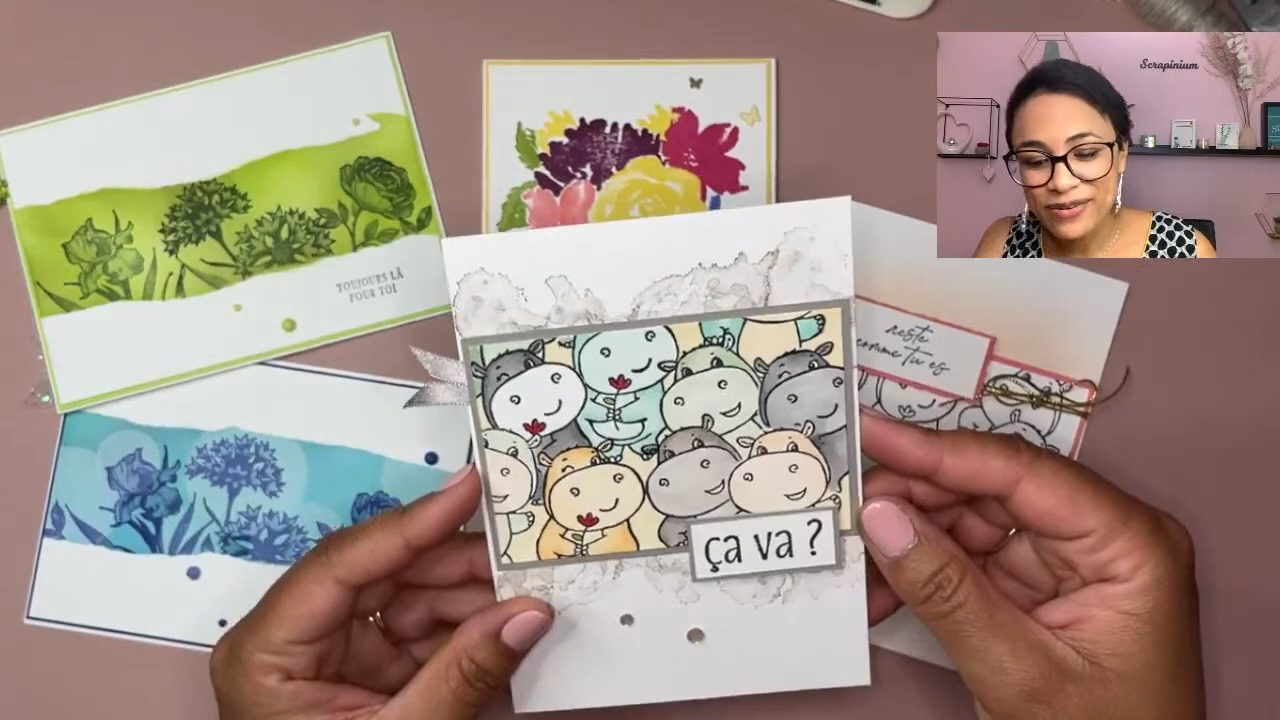 Scrapinium
TOUJOURS LÀ
POUR TOI
reste
comme tu es
ça va ?